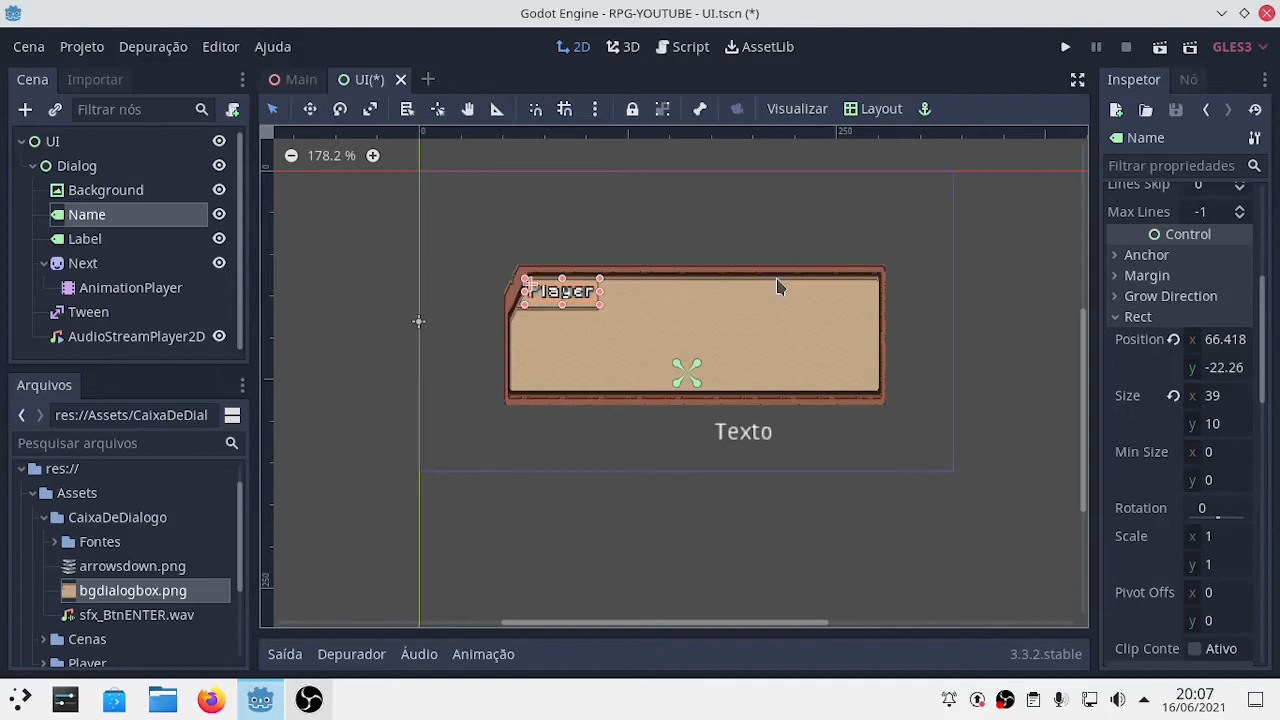 Godot Engine - RPG-YOUTUBE - UI.tscn (*)
Cena Projeto Depuração Editor Ajuda
2D 3D Script AssetLib
GLES3
Cena Importar
Main UI(*)
Inspetor Nó
Filtrar nós
Visualizar Layout
Name
Filtrar propriedades
UI
Dialog
Background
Name
Label
Next
AnimationPlayer
Tween
AudioStreamPlayer2D
0
250
178.2 %
Player
Texto
250
Lines Skip 0
Max Lines -1
Control
Anchor
Margin
Grow Direction
Rect
Position x 66.418
y -22.26
Size x 39
y 10
Min Size x 0
y 0
Rotation 0
Scale x 1
y 1
Pivot Offs x 0
y 0
Clip Conte Ativo
Arquivos
res://Assets/CaixaDeDial
Pesquisar arquivos
res://
Assets
CaixaDeDialogo
Fontes
arrowsdown.png
bgdialogbox.png
sfx_BtnENTER.wav
Cenas
Player
Saída Depurador Áudio Animação
3.3.2.stable
20:07
16/06/2021